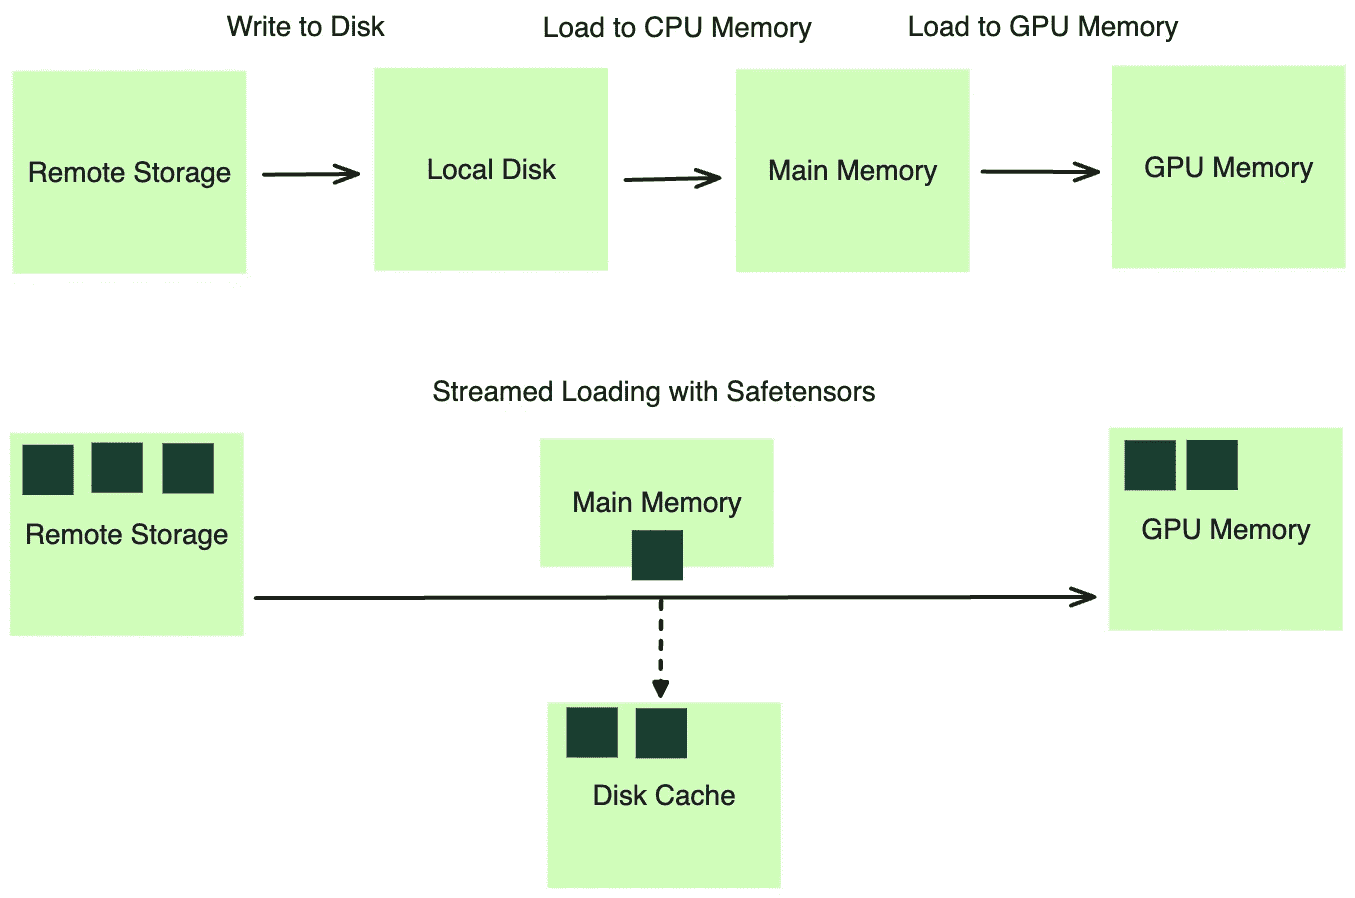 Write to Disk
Load to CPU Memory
Load to GPU Memory
Remote Storage
Local Disk
Main Memory
GPU Memory
Streamed Loading with Safetensors
Remote Storage
Main Memory
GPU Memory
Disk Cache